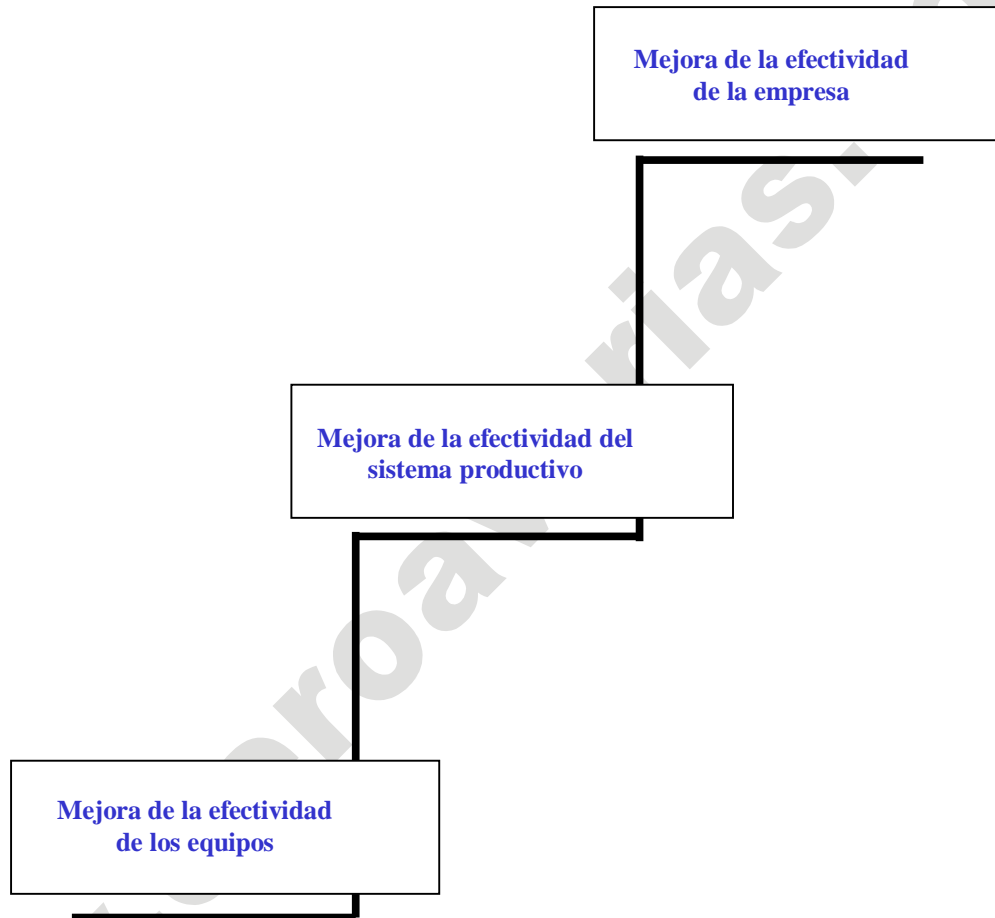 Mejora de la efectividad
de la empresa
Mejora de la efectividad del
sistema productivo
Mejora de la efectividad
de los equipos